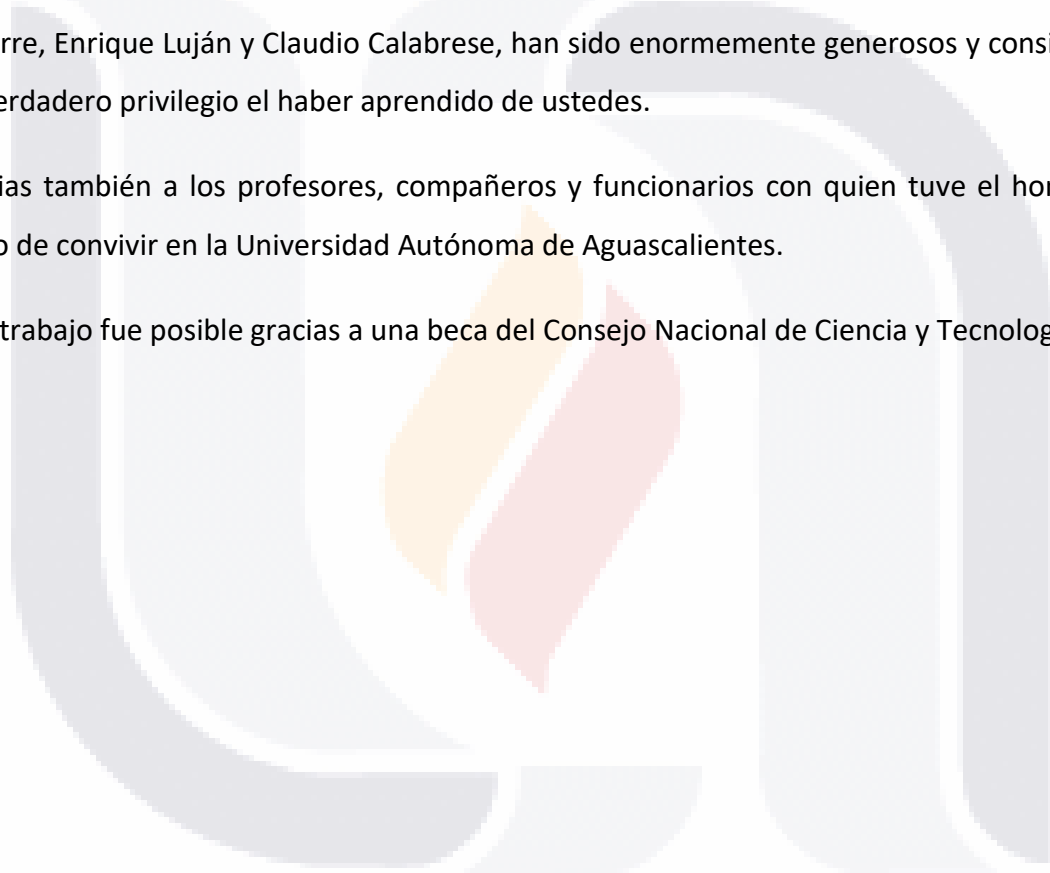 rre, Enrique Luján y Claudio Calabrese, han sido enormemente generosos y consi
erdadero privilegio el haber aprendido de ustedes.
ias también a los profesores, compañeros y funcionarios con quien tuve el hon
o de convivir en la Universidad Autónoma de Aguascalientes.
trabajo fue posible gracias a una beca del Consejo Nacional de Ciencia y Tecnolog